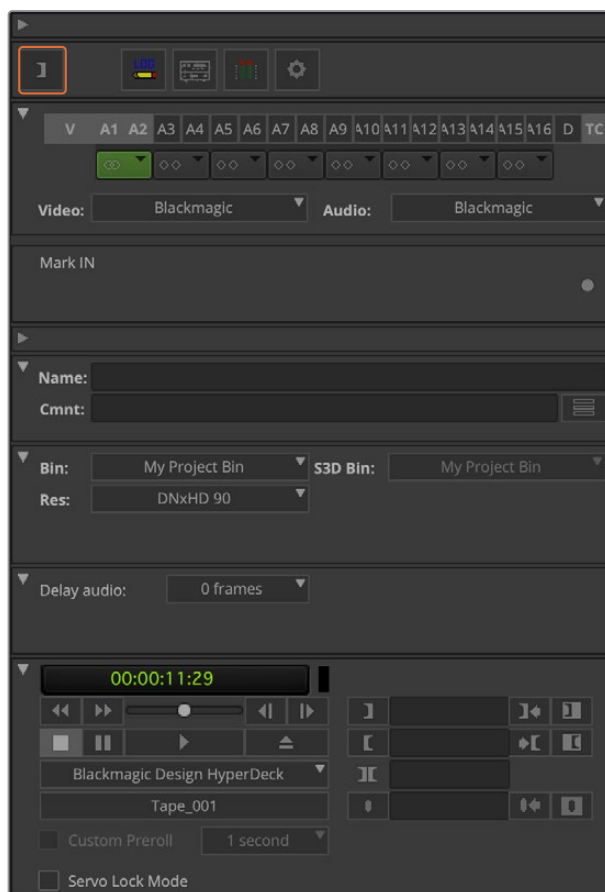 LOG
V A1 A2 A3 A4 A5 A6 A7 A8 A9 A10 A11 A12 A13 A14 A15 A16 D TC
Video: Blackmagic Audio: Blackmagic
Mark IN
Name:
Cmnt:
Bin: My Project Bin S3D Bin: My Project Bin
Res: DNxHD 90
Delay audio: 0 frames
00:00:11:29
Blackmagic Design HyperDeck
Tape_001
Custom Preroll 1 second
Servo Lock Mode